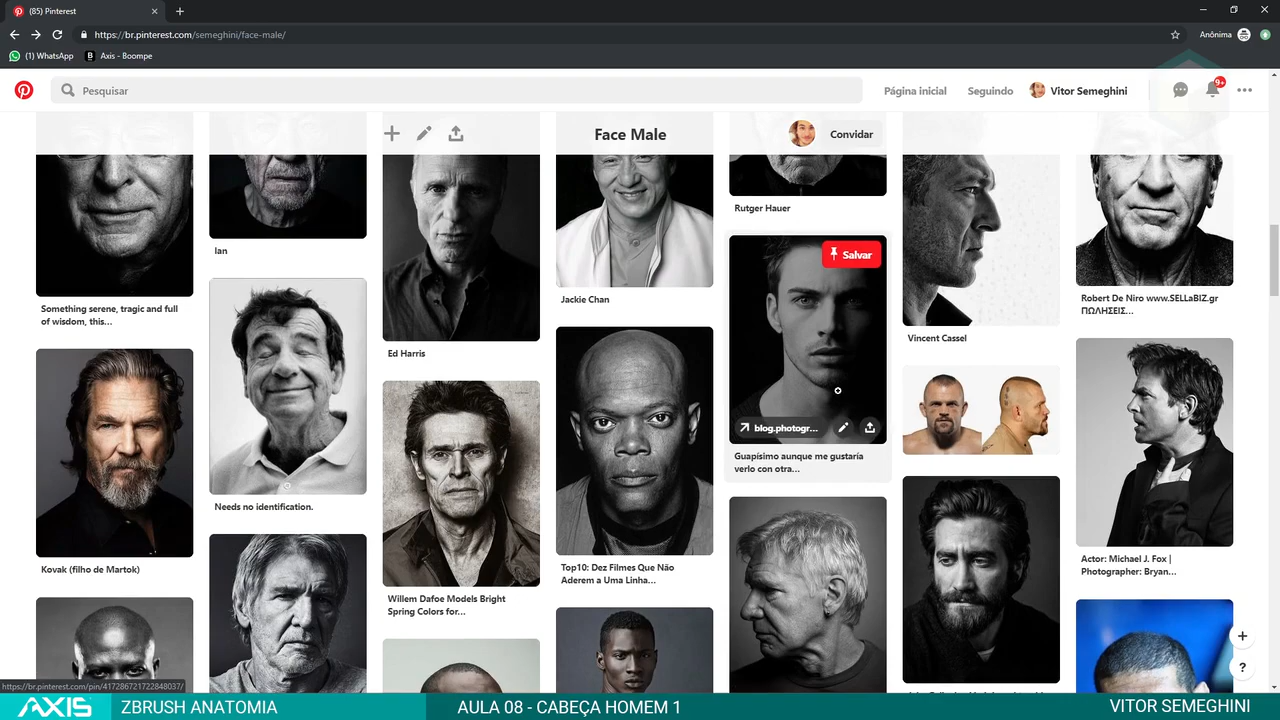 (85) Pinterest
https://br.pinterest.com/semeghini/face-male/
Anônima
(1) WhatsApp
Axis - Boompe
Pesquisar
Página inicial
Seguindo
Vitor Semeghini
9+
Face Male
Convidar
Rutger Hauer
Ian
Salvar
Jackie Chan
Robert De Niro www.SELLaBIZ.gr
ΠΩΛΗΣΕΙΣ...
Something serene, tragic and full
of wisdom, this...
Vincent Cassel
Ed Harris
blog.photogr...
Guapísimo aunque me gustaría
verlo con otra...
Needs no identification.
Actor: Michael J. Fox |
Photographer: Bryan...
Kovak (filho de Martok)
Top10: Dez Filmes Que Não
Aderem a Uma Linha...
Willem Dafoe Models Bright
Spring Colors for...
?
https://br.pinterest.com/pin/417286721722848037/
AXIS
ZBRUSH ANATOMIA
AULA 08 - CABEÇA HOMEM 1
VITOR SEMEGHINI